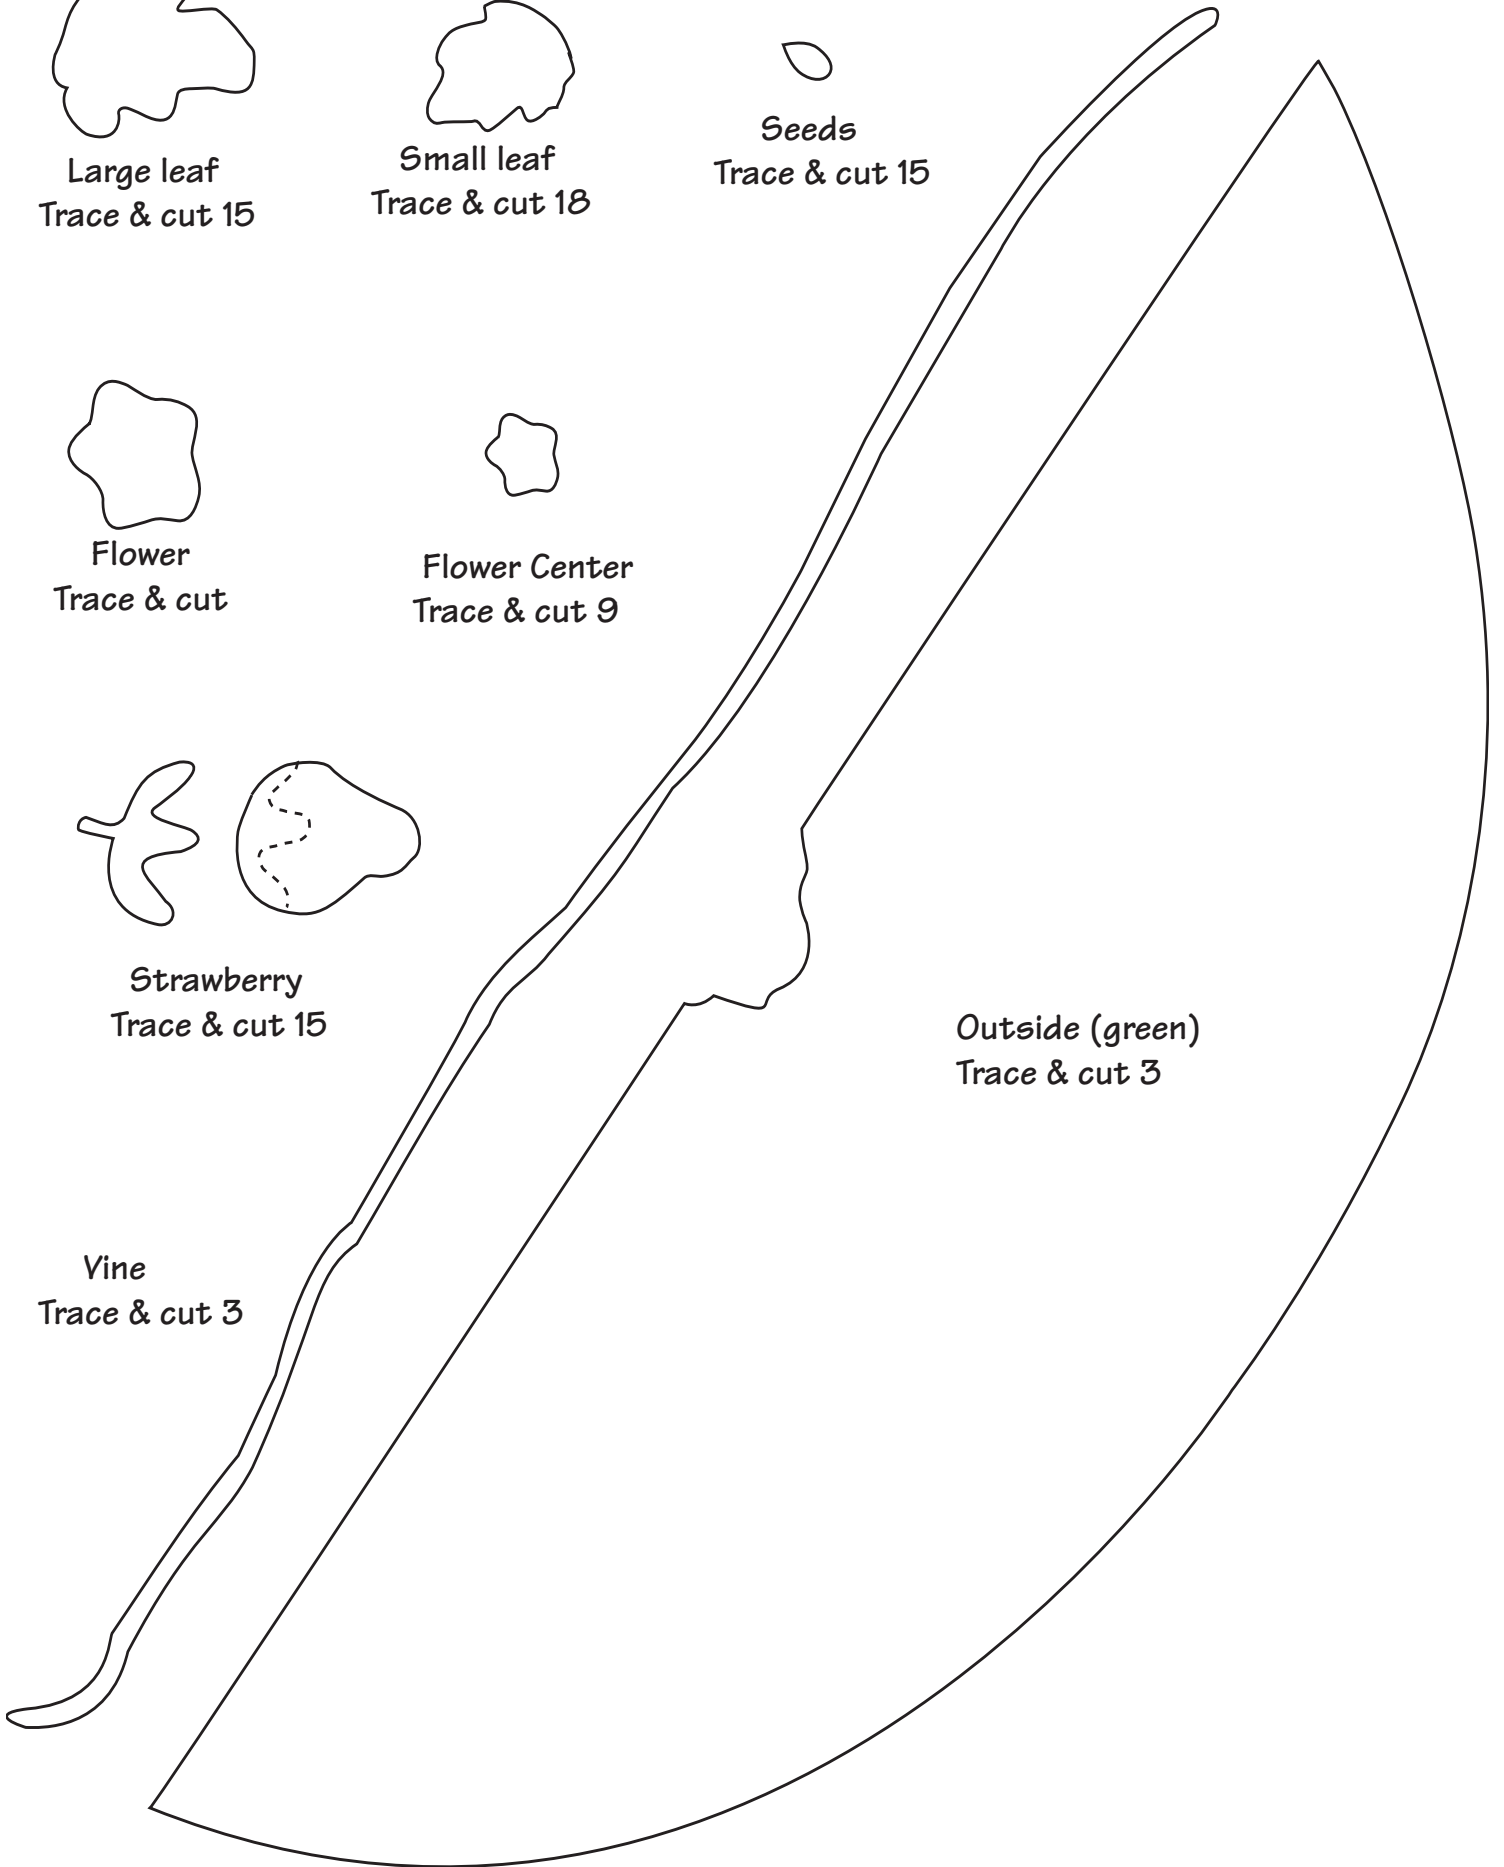 Large leaf
Trace & cut 15
Small leaf
Trace & cut 18
Seeds
Trace & cut 15
Flower
Trace & cut
Flower Center
Trace & cut 9
Strawberry
Trace & cut 15
Outside (green)
Trace & cut 3
Vine
Trace & cut 3